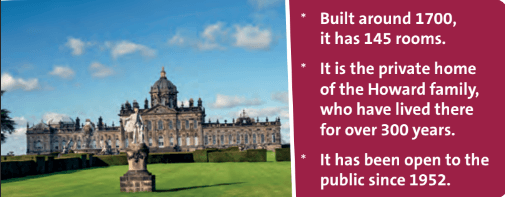 * Built around 1700,
it has 145 rooms.
* It is the private home
of the Howard family,
who have lived there
for over 300 years.
* It has been open to the
public since 1952.